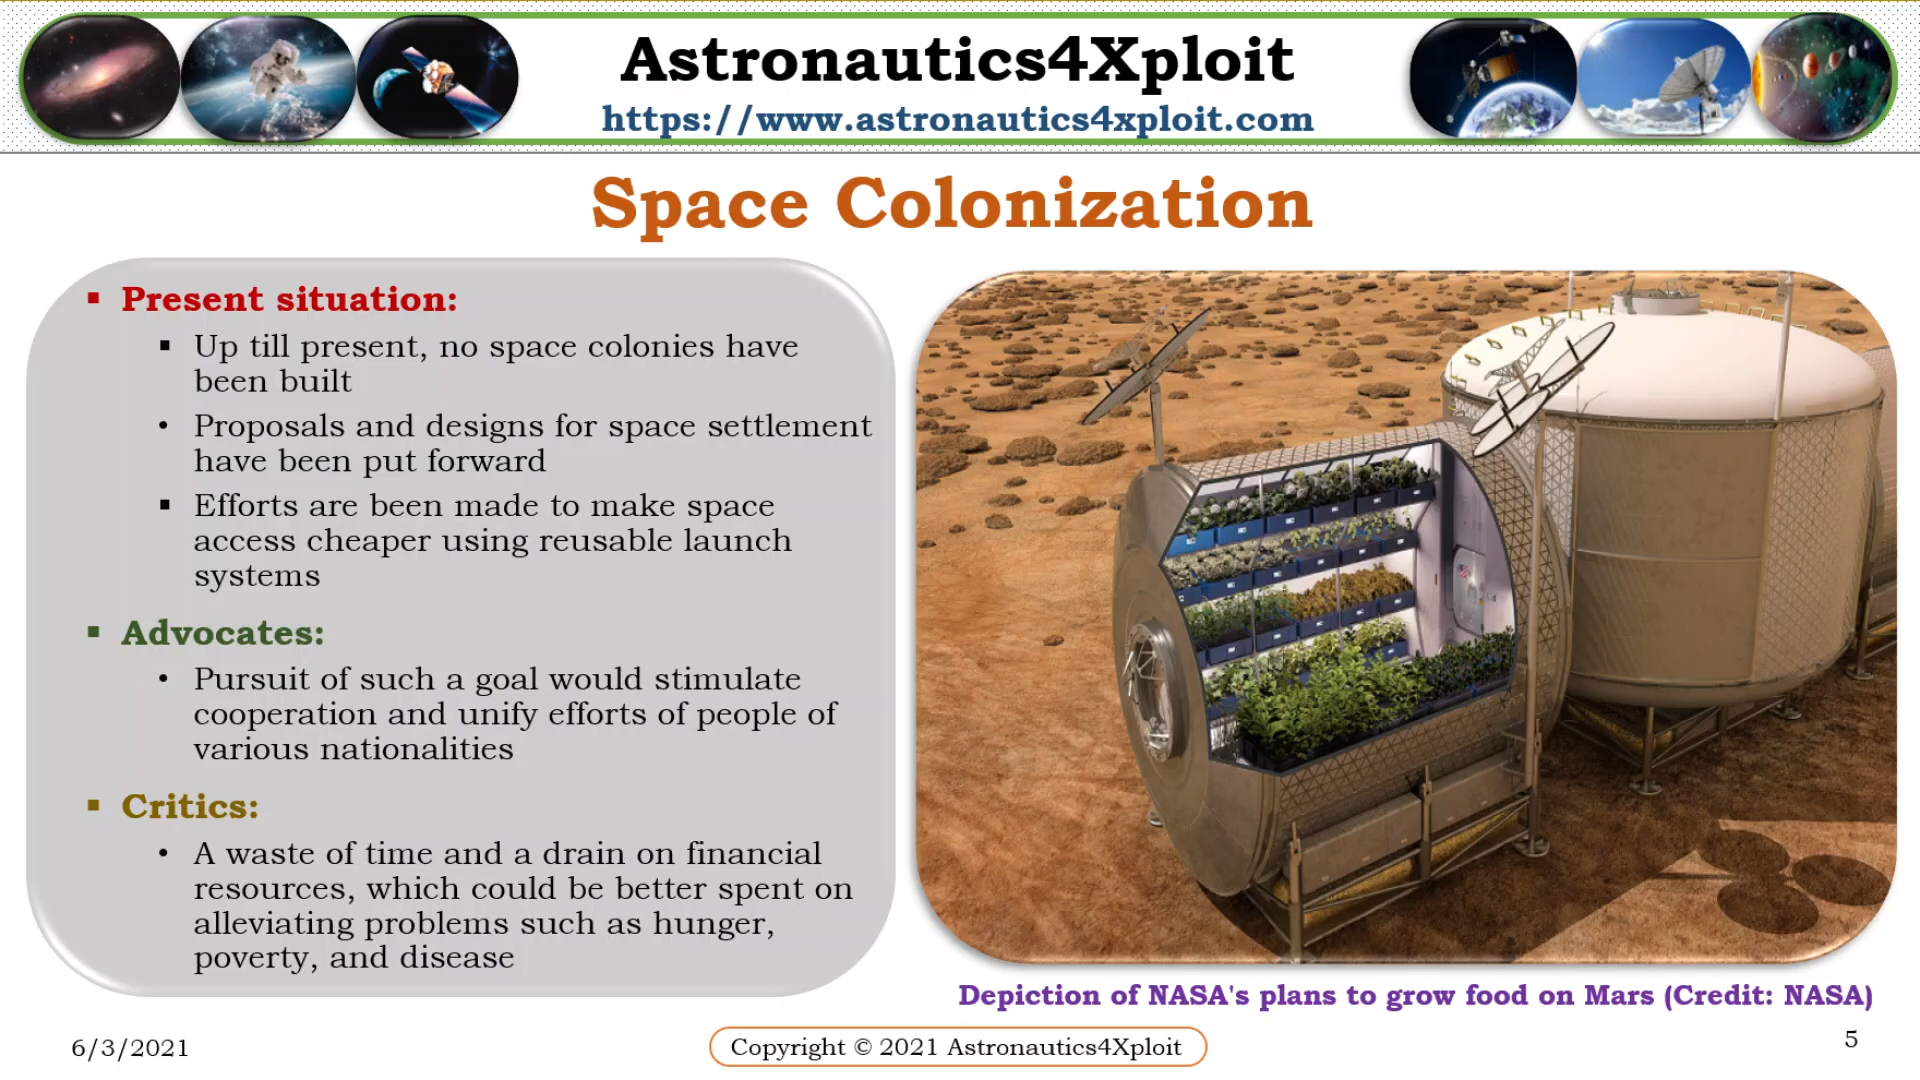 Astronautics4Xploit
https://www.astronautics4xploit.com
Space Colonization
▪ Present situation:
▪ Up till present, no space colonies have
been built
• Proposals and designs for space settlement
have been put forward
▪ Efforts are been made to make space
access cheaper using reusable launch
systems
▪ Advocates:
• Pursuit of such a goal would stimulate
cooperation and unify efforts of people of
various nationalities
▪ Critics:
• A waste of time and a drain on financial
resources, which could be better spent on
alleviating problems such as hunger,
poverty, and disease
Depiction of NASA's plans to grow food on Mars (Credit: NASA)
6/3/2021
Copyright © 2021 Astronautics4Xploit
5